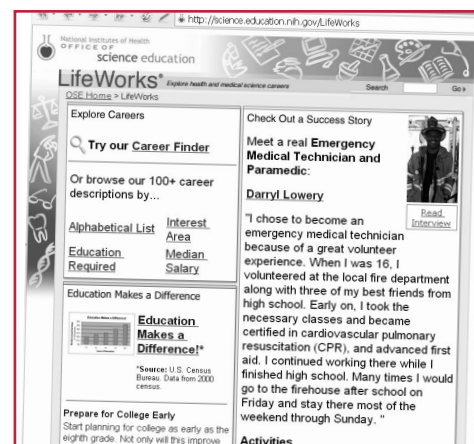 http://science.education.nih.gov/LifeWorks
National Institutes of Health
OFFICE OF
science education
LifeWorks®
Explore health and medical science careers
Search
Go
OSE Home > LifeWorks
Explore Careers
Try our Career Finder
Or browse our 100+ career
descriptions by...
Alphabetical List
Interest
Area
Education
Required
Median
Salary
Education Makes a Difference
Education Makes a Difference
Education
Makes a
Difference!*
*Source: U.S. Census
Bureau. Data from 2000
census.
Prepare for College Early
Start planning for college as early as the
eighth grade. Not only will this improve
Check Out a Success Story
Meet a real Emergency
Medical Technician and
Paramedic:
Darryl Lowery
Read
Interview
"I chose to become an
emergency medical technician
because of a great volunteer
experience. When I was 16, I
volunteered at the local fire department
along with three of my best friends from
high school. Early on, I took the
necessary classes and became
certified in cardiovascular pulmonary
resuscitation (CPR), and advanced first
aid. I continued working there while I
finished high school. Many times I would
go to the firehouse after school on
Friday and stay there most of the
weekend through Sunday. "
Activities